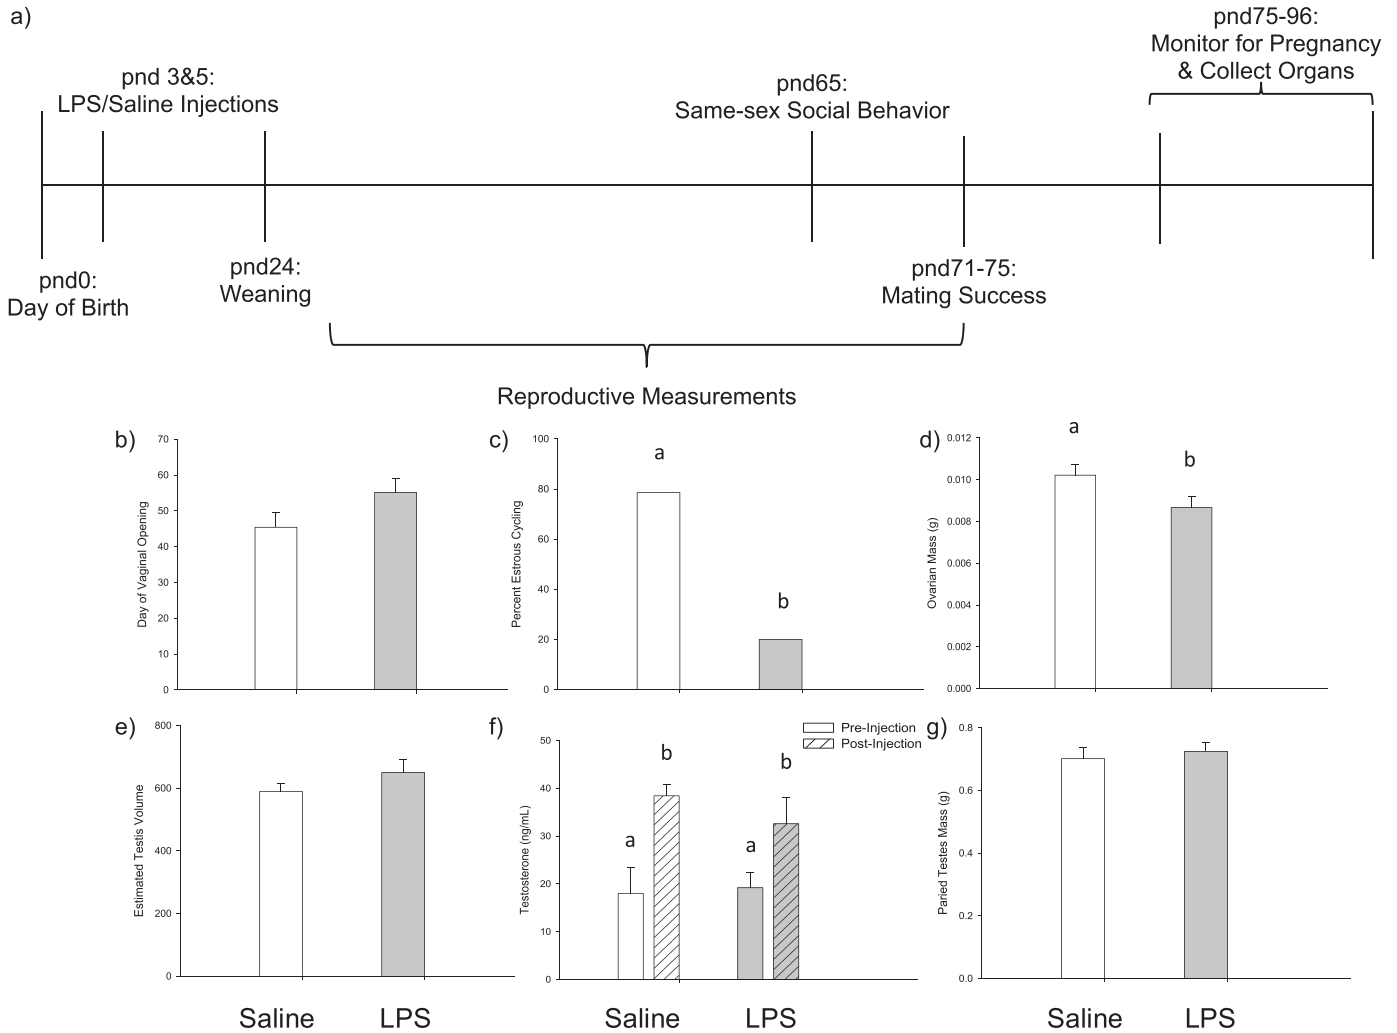 a)
pnd 3&5:
LPS/Saline Injections
pnd65:
Same-sex Social Behavior
pnd75-96:
Monitor for Pregnancy
& Collect Organs
pnd0:
Day of Birth
pnd24:
Weaning
pnd71-75:
Mating Success
Reproductive Measurements
b)
Day of Vaginal Opening
70
60
50
40
30
20
10
0
c)
Percent Estrous Cycling
100
80
60
40
20
0
a
b
d)
Ovarian Mass (g)
0.012
0.010
0.008
0.006
0.004
0.002
0.000
a
b
e)
Estimated Testis Volume
800
600
400
200
0
f)
Testosterone (ng/mL)
50
40
30
20
10
0
Pre-Injection
Post-Injection
a
b
a
b
g)
Paried Testes Mass (g)
0.8
0.6
0.4
0.2
0.0
Saline LPS
Saline LPS
Saline LPS